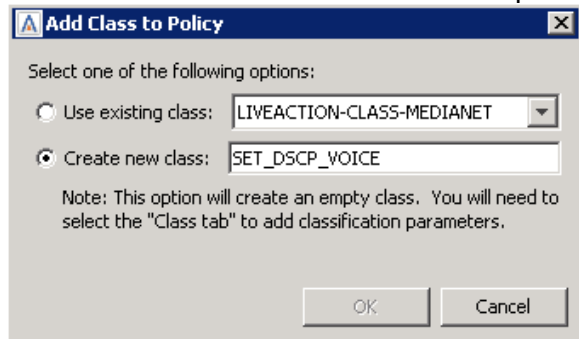 Add Class to Policy
Select one of the following options:
Use existing class: LIVEACTION-CLASS-MEDIANET
Create new class: SET_DSCP_VOICE
Note: This option will create an empty class. You will need to
select the "Class tab" to add classification parameters.
OK Cancel